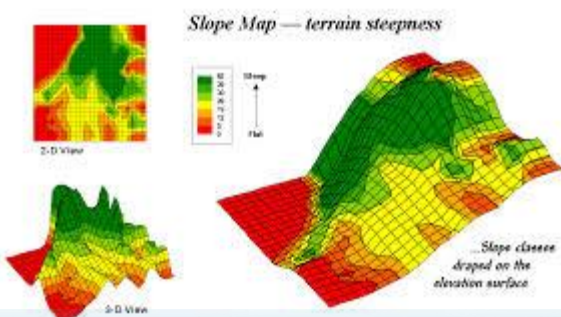 Slope Map — terrain steepness
Steep
Flat
2-D View
3-D View
...Slope classes
draped on the
elevation surface